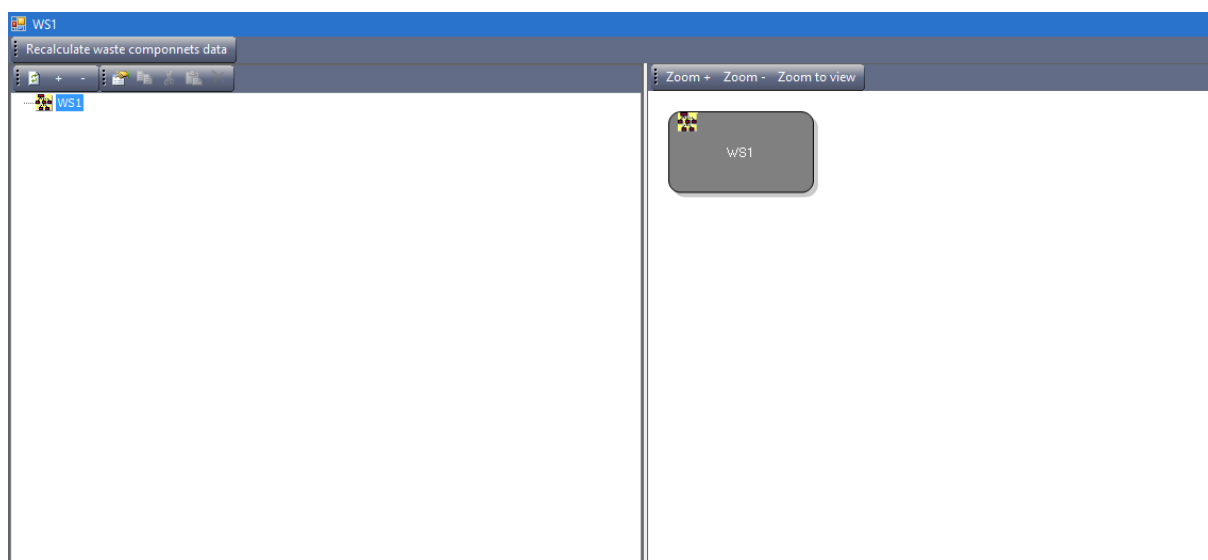 WS1
Recalculate waste componnets data
+ -
Zoom + Zoom - Zoom to view
WS1
WS1